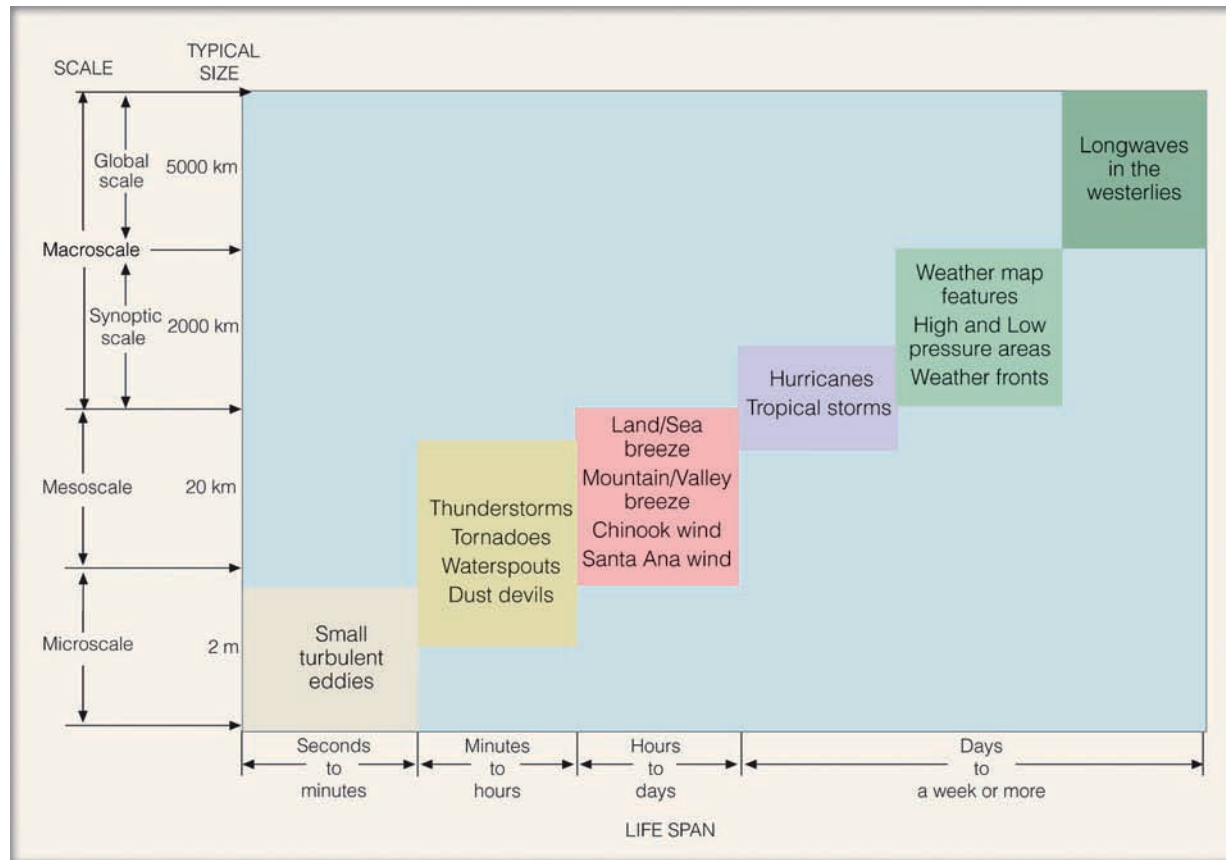 SCALE
TYPICAL
SIZE
Global
scale
5000 km
Macroscale
Synoptic
scale
2000 km
Mesoscale
20 km
Microscale
2 m
Small
turbulent
eddies
Thunderstorms
Tornadoes
Waterspouts
Dust devils
Land/Sea
breeze
Mountain/Valley
breeze
Chinook wind
Santa Ana wind
Hurricanes
Tropical storms
Weather map
features
High and Low
pressure areas
Weather fronts
Longwaves
in the
westerlies
Seconds
to
minutes
Minutes
to
hours
Hours
to
days
Days
to
a week or more
LIFE SPAN